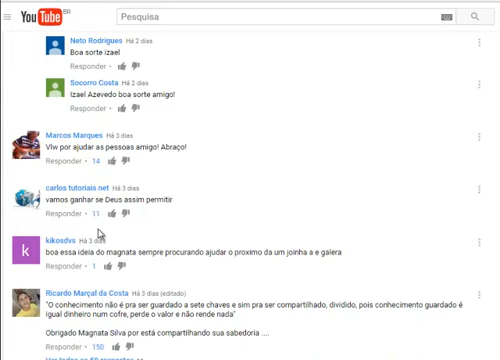 YouTube BR
Pesquisa
Neto Rodrigues Há 2 dias
Boa sorte izael
Responder •
Socorro Costa Há 2 dias
Izael Azevedo boa sorte amigo!
Responder •
Marcos Marques Há 3 dias
Vlw por ajudar as pessoas amigo! Abraço!
Responder • 14
carlos tutoriais net Há 3 dias
vamos ganhar se Deus assim permitir
Responder • 11
kikosdvs Há 3 dias
boa essa ideia do magnata sempre procurando ajudar o proximo da um joinha a e galera
Responder • 1
k
Ricardo Marçal da Costa Há 3 dias (editado)
"O conhecimento não é pra ser guardado a sete chaves e sim pra ser compartilhado, dividido, pois conhecimento guardado é
igual dinheiro num cofre, perde o valor e não rende nada"
Obrigado Magnata Silva por está compartilhando sua sabedoria ....
Responder • 150